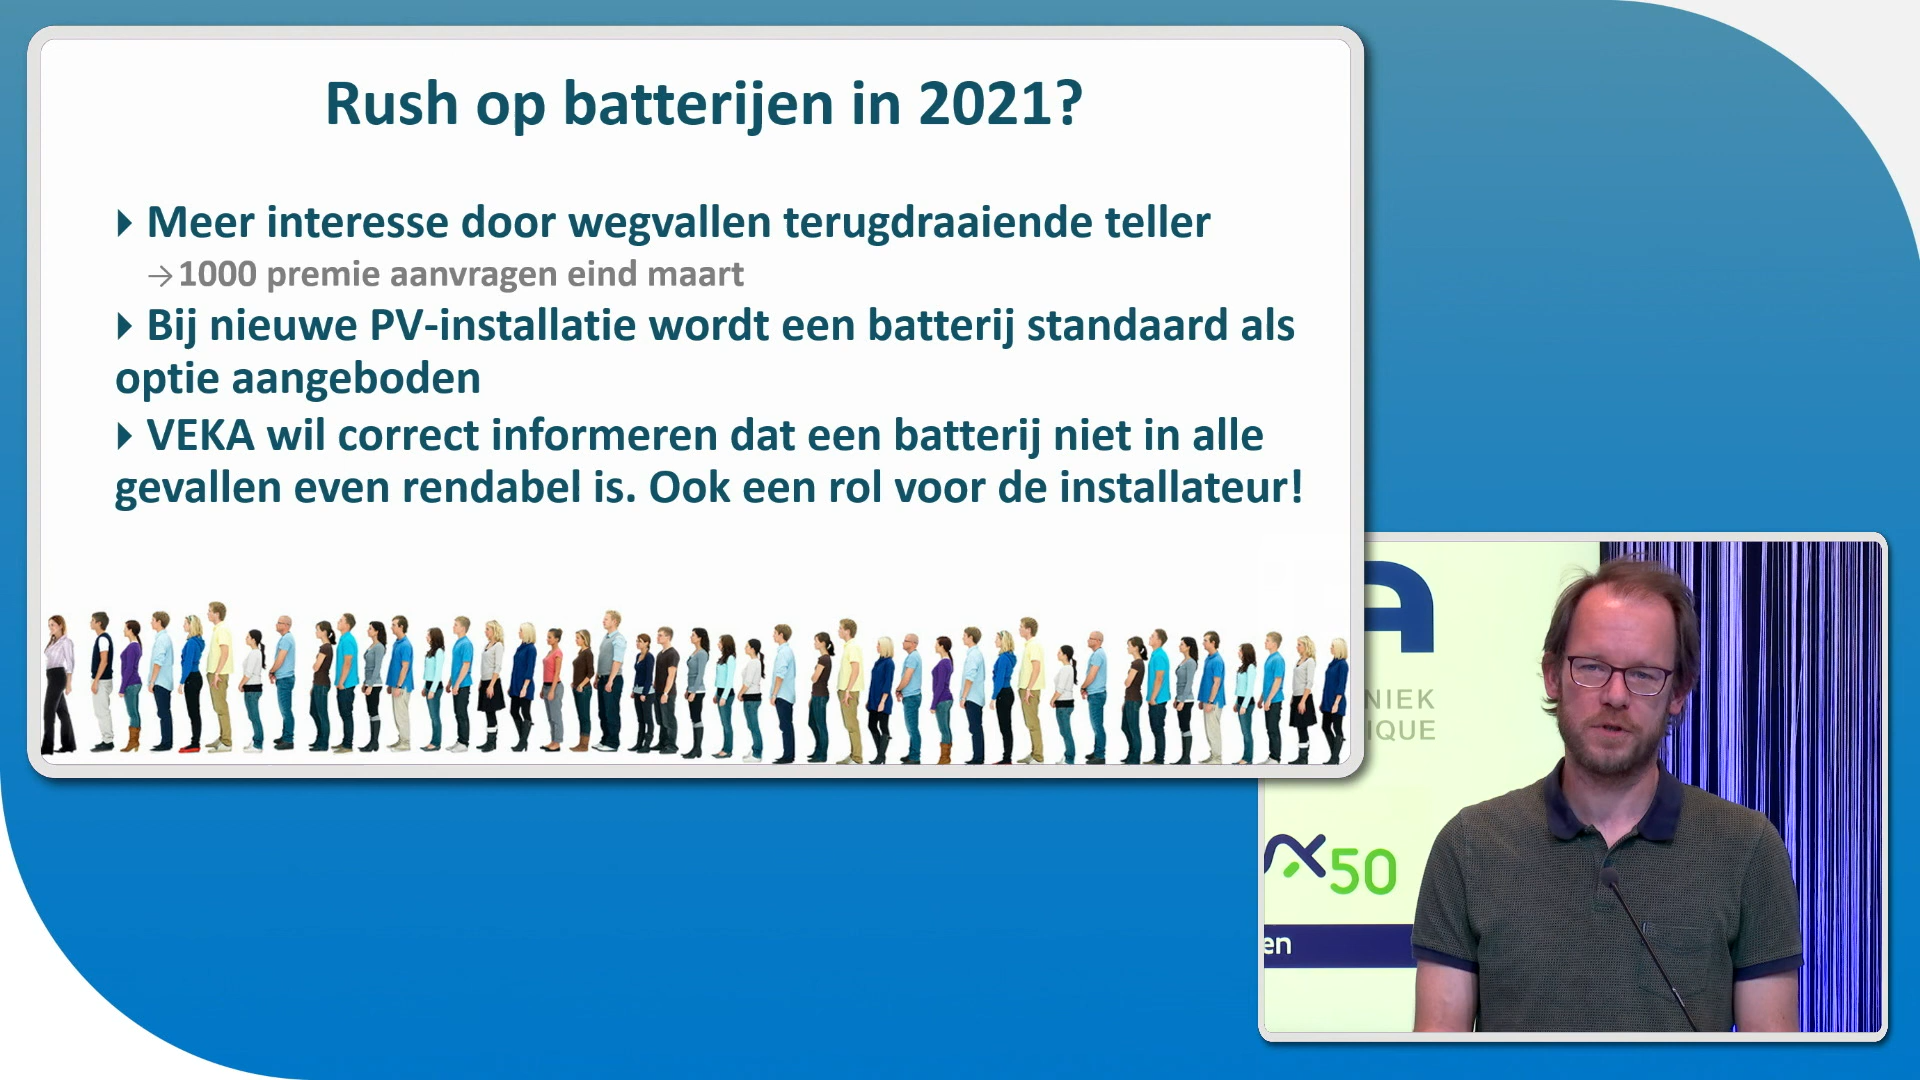 Rush op batterijen in 2021?
Meer interesse door wegvallen terugdraaiende teller
→1000 premie aanvragen eind maart
Bij nieuwe PV-installatie wordt een batterij standaard als
optie aangeboden
VEKA wil correct informeren dat een batterij niet in alle
gevallen even rendabel is. Ook een rol voor de installateur!
A
NIEK
IQUE
50
en